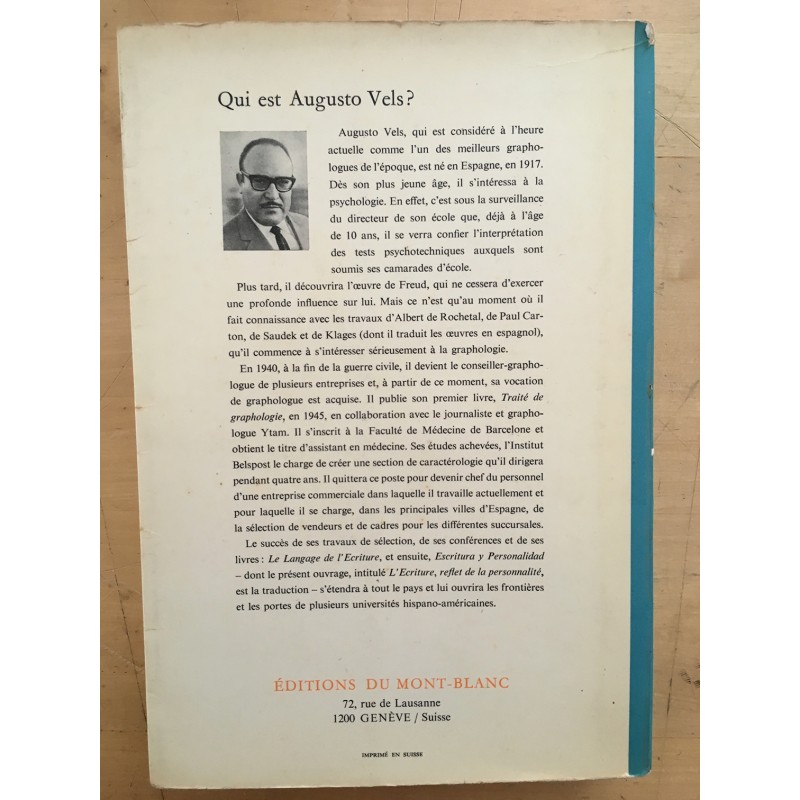 Qui est Augusto Vels?
Augusto Vels, qui est considéré à l'heure
actuelle comme l'un des meilleurs grapho-
logues de l'époque, est né en Espagne, en 1917.
Dès son plus jeune âge, il s'intéressa à la
psychologie. En effet, c'est sous la surveillance
du directeur de son école que, déjà à l'âge
de 10 ans, il se verra confier l'interprétation
des tests psychotechniques auxquels sont
soumis ses camarades d'école.
Plus tard, il découvrira l'œuvre de Freud, qui ne cessera d'exercer
une profonde influence sur lui. Mais ce n'est qu'au moment où il
fait connaissance avec les travaux d'Albert de Rochetal, de Paul Car-
ton, de Saudek et de Klages (dont il traduit les œuvres en espagnol),
qu'il commence à s'intéresser sérieusement à la graphologie.
En 1940, à la fin de la guerre civile, il devient le conseiller-grapho-
logue de plusieurs entreprises et, à partir de ce moment, sa vocation
de graphologue est acquise. Il publie son premier livre, Traité de
graphologie, en 1945, en collaboration avec le journaliste et grapho-
logue Ytam. Il s'inscrit à la Faculté de Médecine de Barcelone et
obtient le titre d'assistant en médecine. Ses études achevées, l'Institut
Belspost le charge de créer une section de caractérologie qu'il dirigera
pendant quatre ans. Il quittera ce poste pour devenir chef du personnel
d'une entreprise commerciale dans laquelle il travaille actuellement et
pour laquelle il se charge, dans les principales villes d'Espagne, de
la sélection de vendeurs et de cadres pour les différentes succursales.
Le succès de ses travaux de sélection, de ses conférences et de ses
livres : Le Langage de l'Ecriture, et ensuite, Escritura y Personalidad
– dont le présent ouvrage, intitulé L'Ecriture, reflet de la personnalité,
est la traduction – s'étendra à tout le pays et lui ouvrira les frontières
et les portes de plusieurs universités hispano-américaines.
ÉDITIONS DU MONT-BLANC
72, rue de Lausanne
1200 GENÈVE / Suisse
IMPRIMÉ EN SUISSE